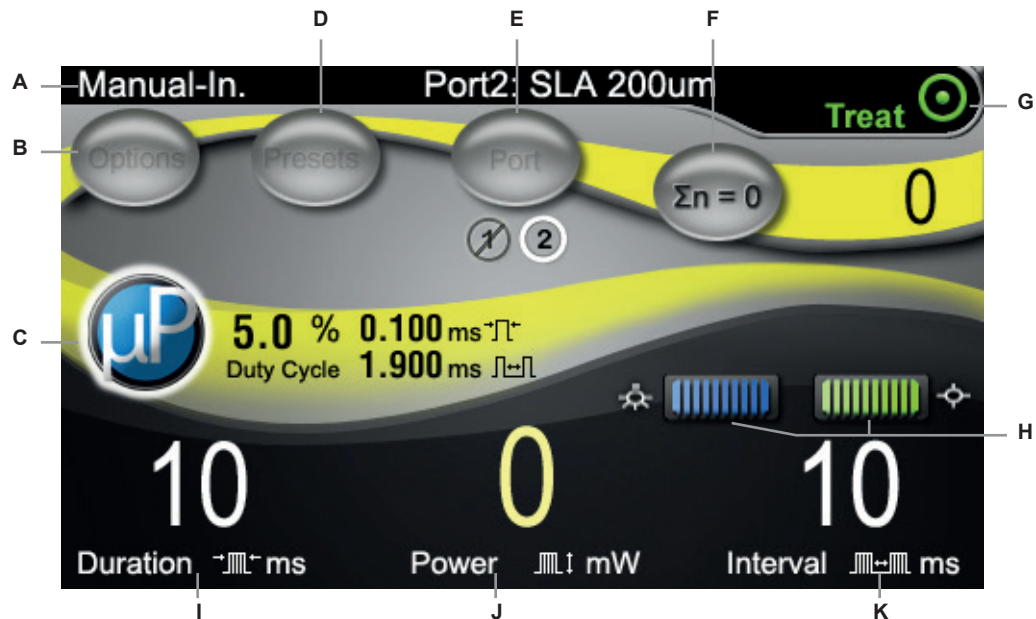 D E F
A Manual-In. Port2: SLA 200um
Treat G
B Options Presets Port
Σn = 0 0
1 2
C µP 5.0 % 0.100 ms
Duty Cycle 1.900 ms
H
10 0 10
Duration ms Power mW Interval ms
I J K